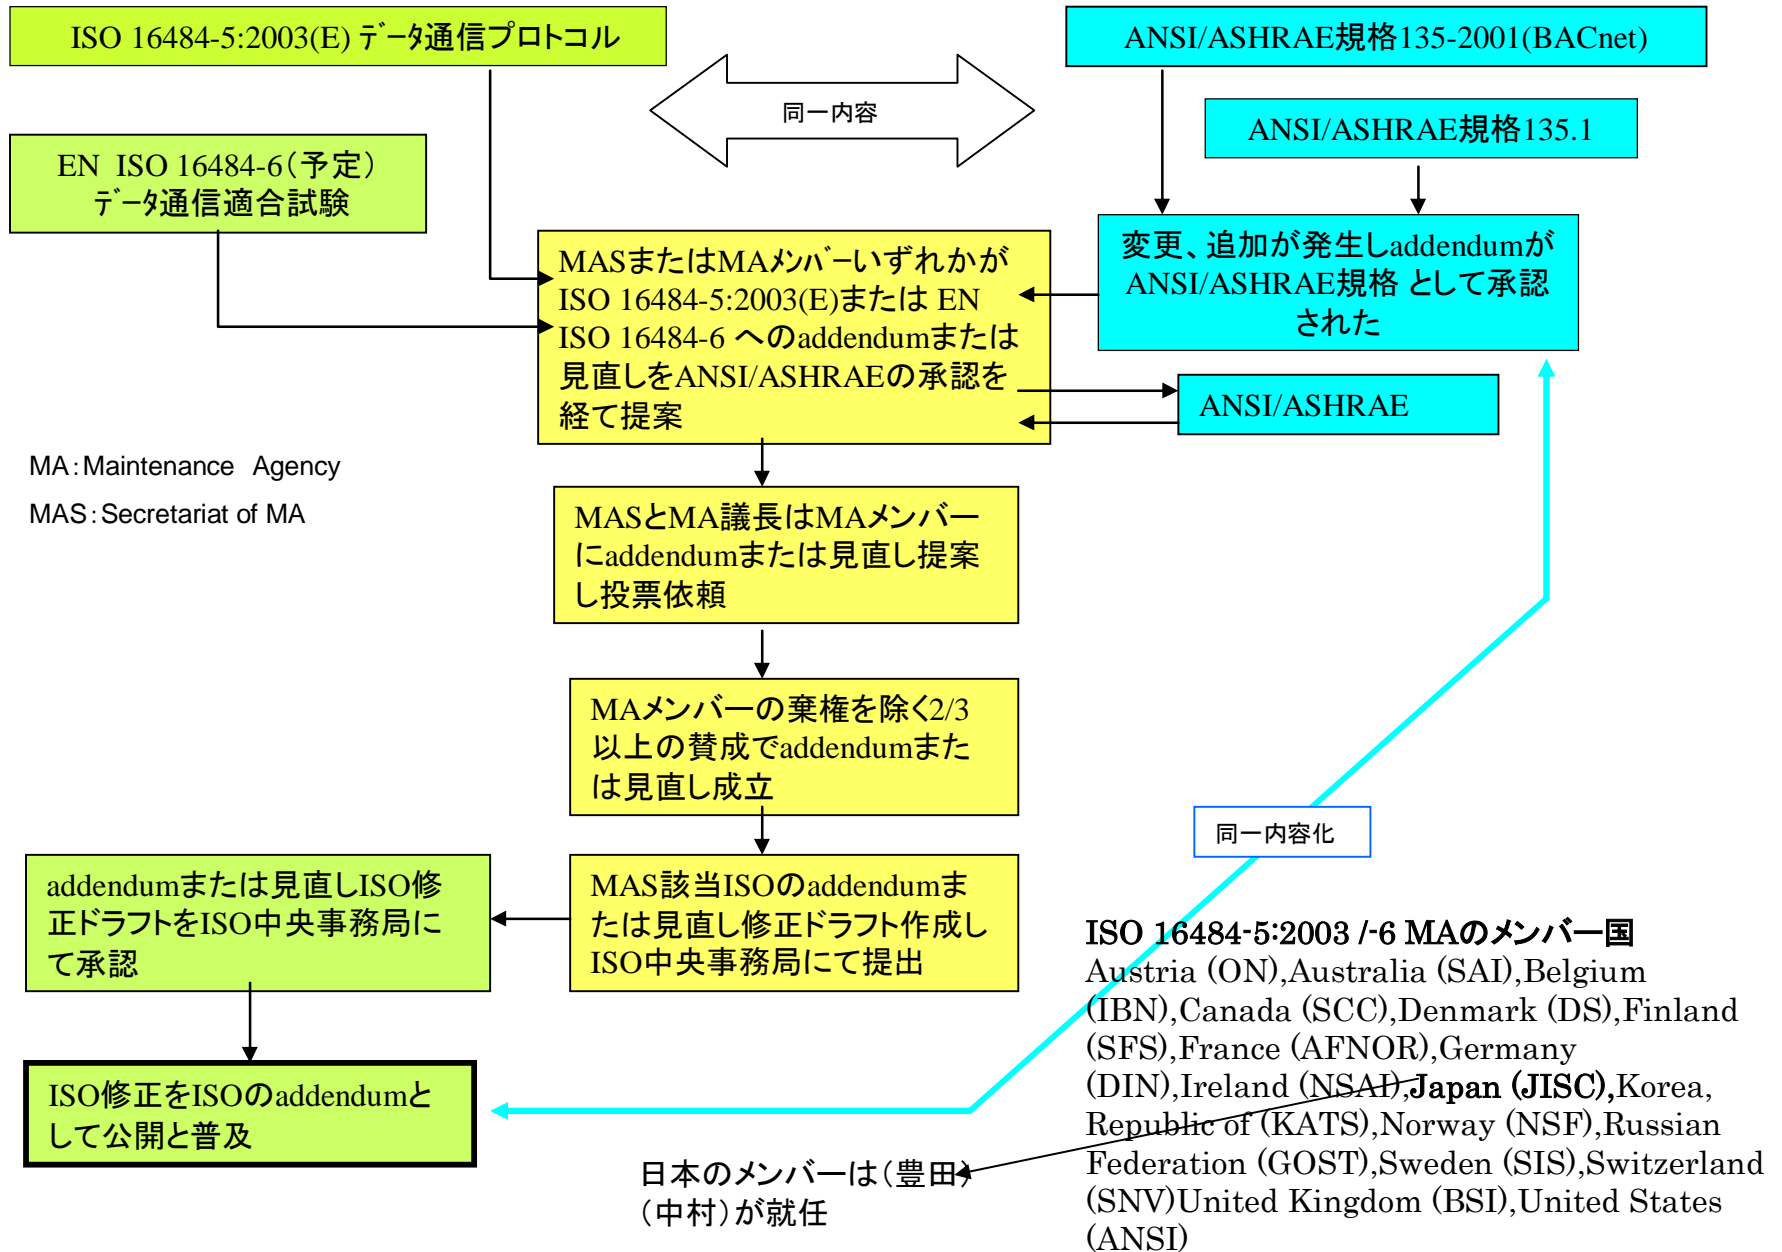 ISO 16484-5:2003(E) ﾃﾞｰﾀ通信プロトコル
ANSI/ASHRAE規格135-2001(BACnet)
同一内容
ANSI/ASHRAE規格135.1
EN ISO 16484-6（予定）
ﾃﾞｰﾀ通信適合試験
MASまたはMAﾒﾝﾊﾞｰいずれかが
ISO 16484-5:2003(E)または EN
ISO 16484-6 へのaddendumまたは
見直しをANSI/ASHRAEの承認を
経て提案
変更、追加が発生しaddendumが
ANSI/ASHRAE規格 として承認
された
ANSI/ASHRAE
MA：Maintenance Agency
MAS：Secretariat of MA
MASとMA議長はMAメンバー
にaddendumまたは見直し提案
し投票依頼
MAメンバーの棄権を除く2/3
以上の賛成でaddendumまた
は見直し成立
同一内容化
addendumまたは見直しISO修
正ドラフトをISO中央事務局に
て承認
MAS該当ISOのaddendumま
たは見直し修正ドラフト作成し
ISO中央事務局にて提出
ISO修正をISOのaddendumと
して公開と普及
ISO 16484-5:2003 /-6 MAのメンバー国
Austria (ON),Australia (SAI),Belgium
(IBN),Canada (SCC),Denmark (DS),Finland
(SFS),France (AFNOR),Germany
(DIN),Ireland (NSAI),Japan (JISC),Korea,
Republic of (KATS),Norway (NSF),Russian
Federation (GOST),Sweden (SIS),Switzerland
(SNV)United Kingdom (BSI),United States
(ANSI)
日本のメンバーは（豊田）
（中村）が就任